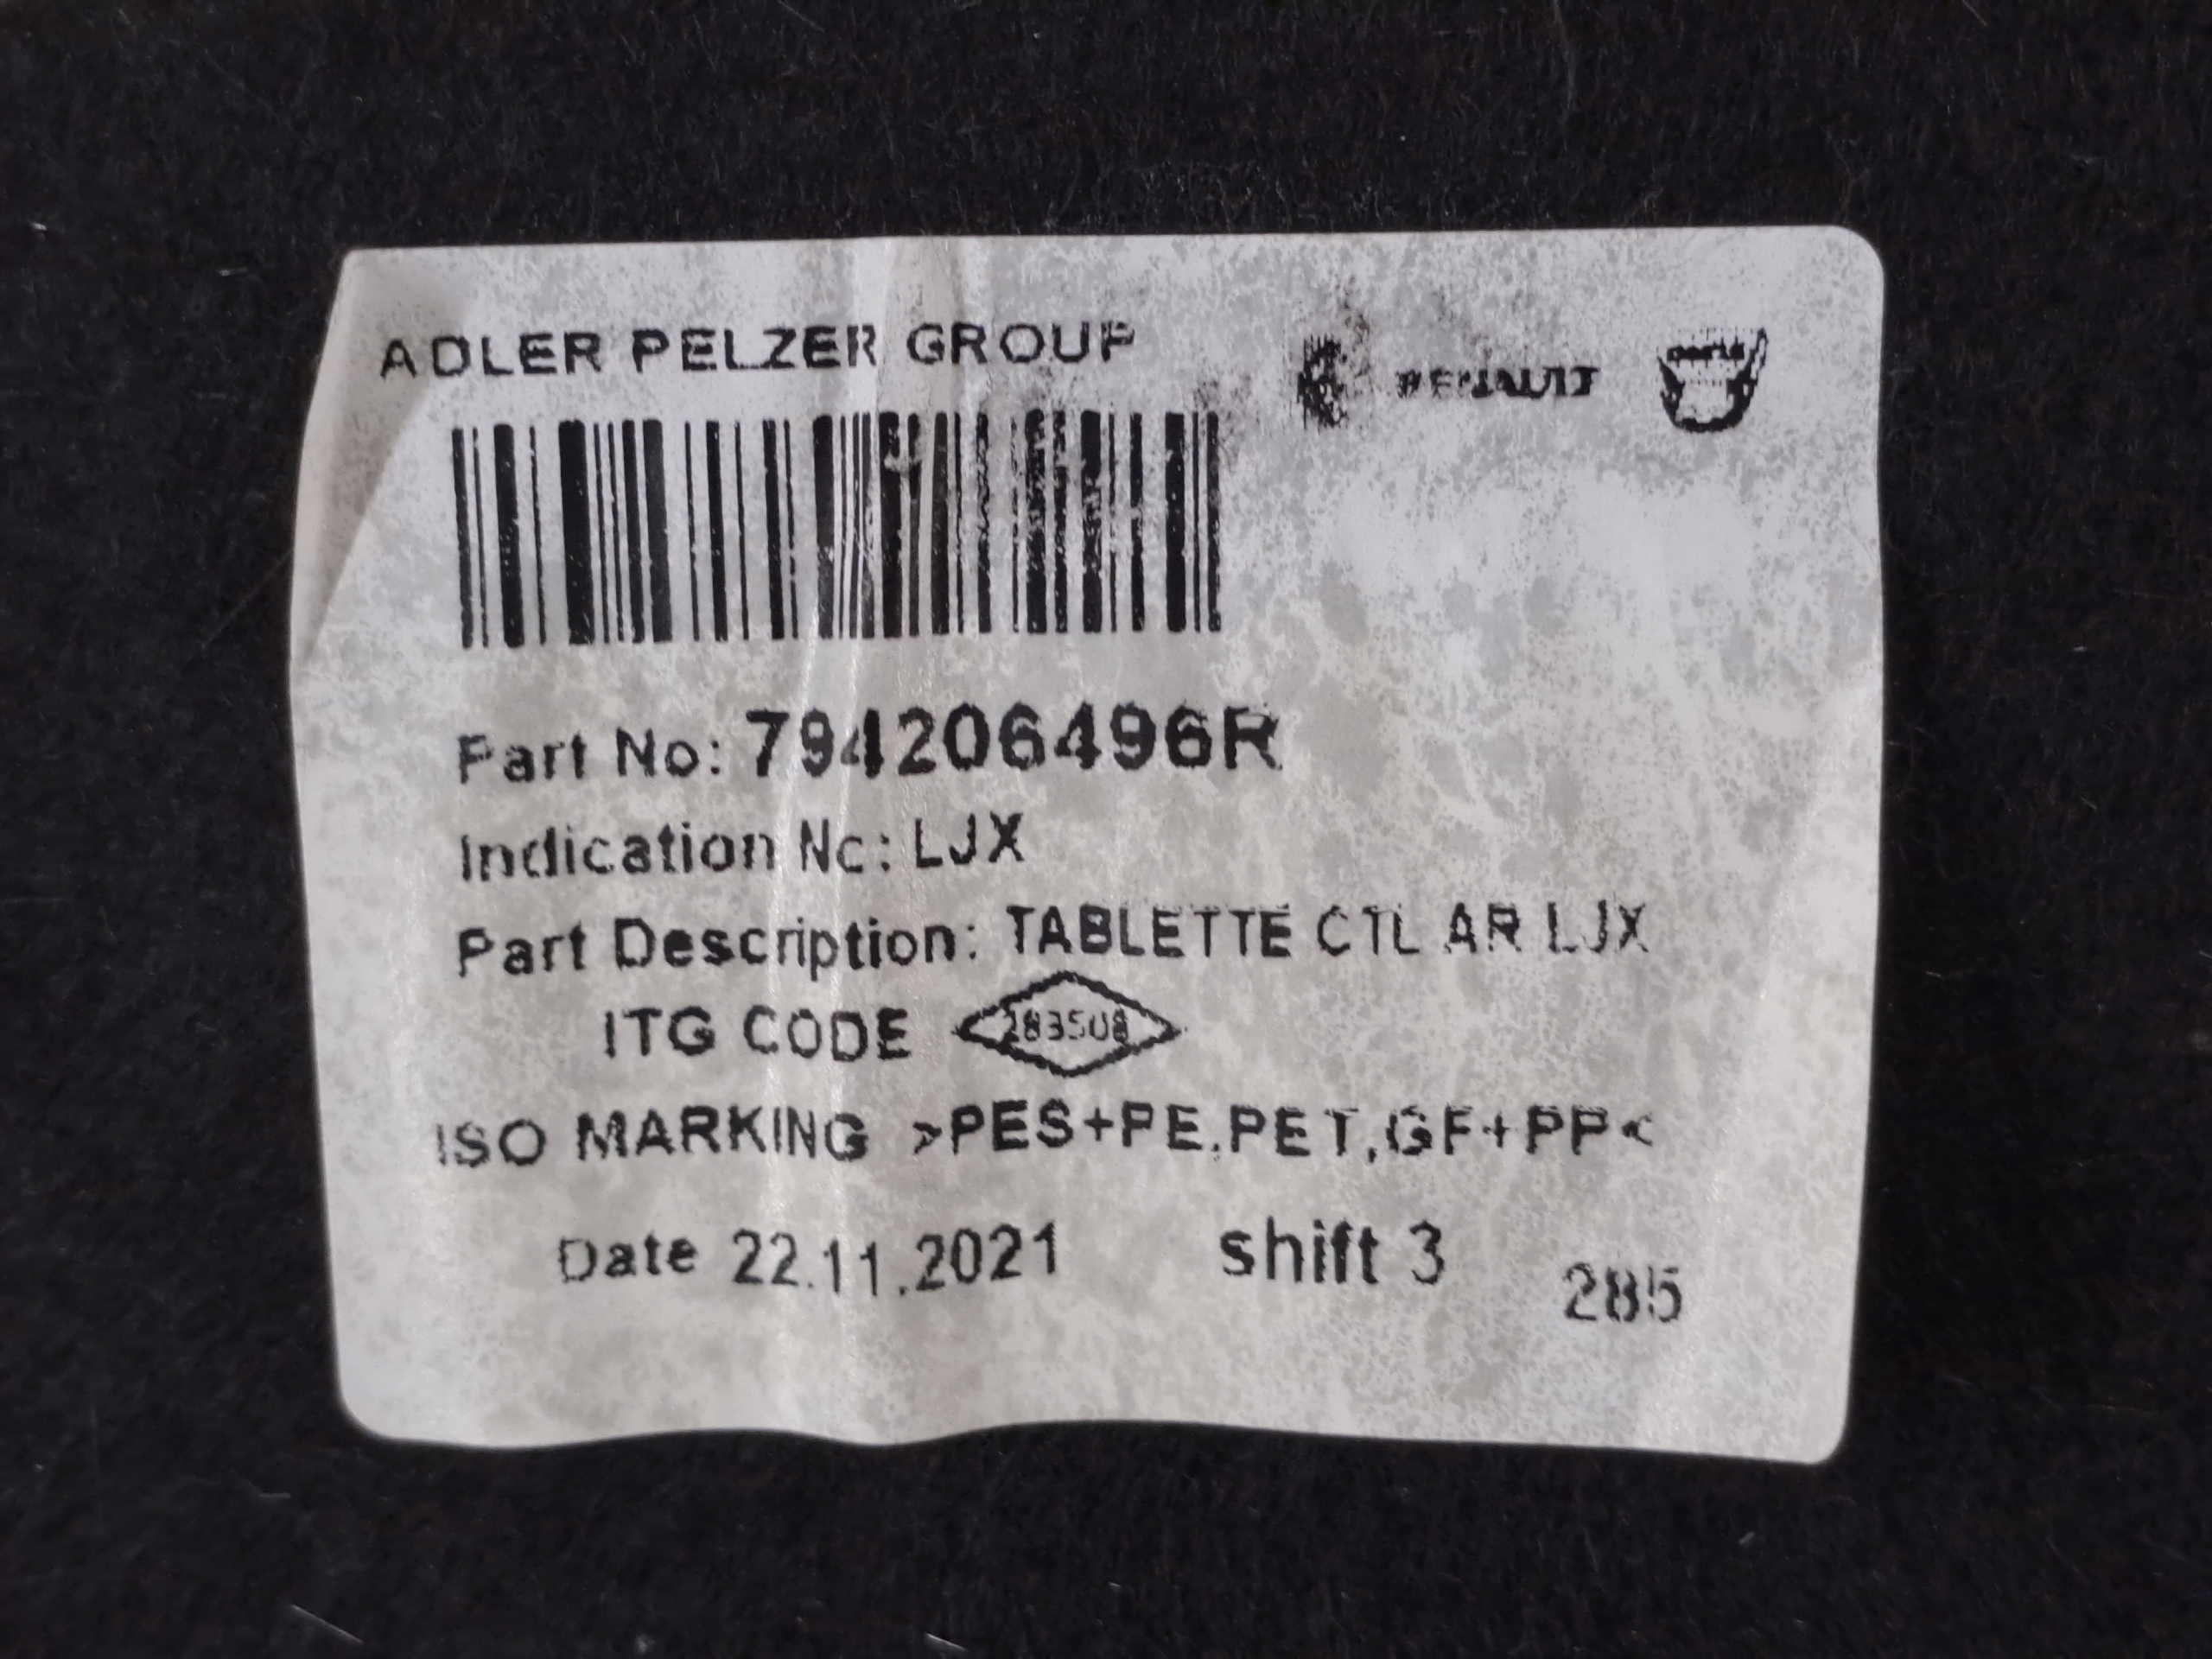 ADLER PELZER GROUP
RENAULT
Part No: 794206496R
Indication No: LJX
Part Description: TABLETTE CTL AR LJX
ITG CODE 283508
ISO MARKING >PES+PE,PET,GF+PP<
Date 22.11.2021 shift 3
285